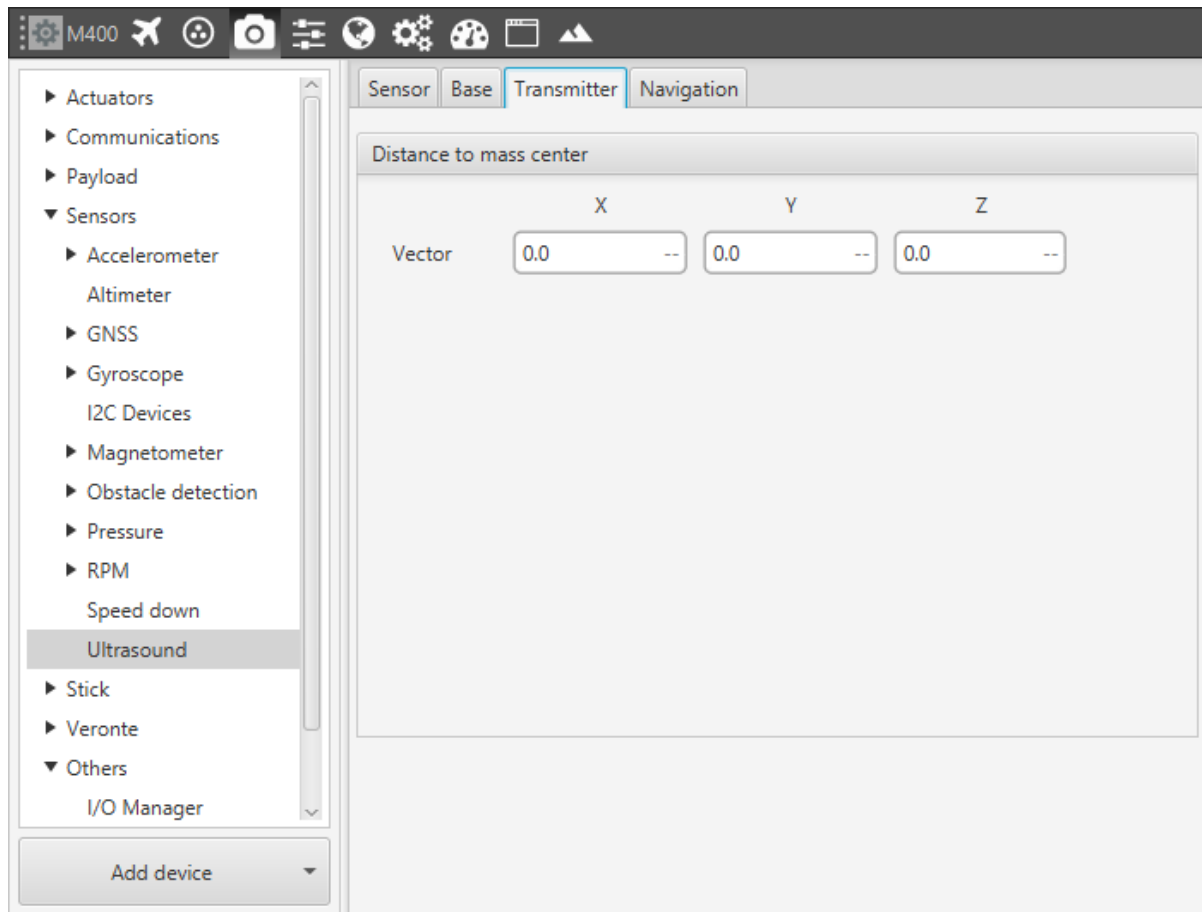 M400
Actuators
Communications
Payload
Sensors
Accelerometer
Altimeter
GNSS
Gyroscope
I2C Devices
Magnetometer
Obstacle detection
Pressure
RPM
Speed down
Ultrasound
Stick
Veronte
Others
I/O Manager
Add device
Sensor Base Transmitter Navigation
Distance to mass center
X Y Z
Vector 0.0 -- 0.0 -- 0.0 --